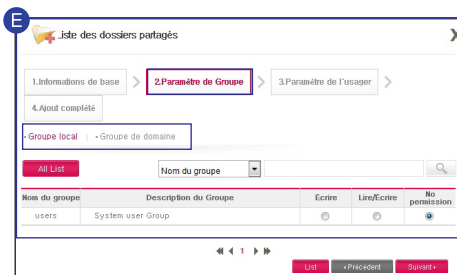 E
Liste des dossiers partagés
X
1.Informations de base > 2.Paramètre de Groupe > 3.Paramètre de l'usager >
4.Ajout complété
• Groupe local | • Groupe de domaine
All List Nom du groupe
Nom du groupe Description du Groupe Écrire Lire/Écrire No permission
users System user Group
1
List ‹Précédent Suivant›